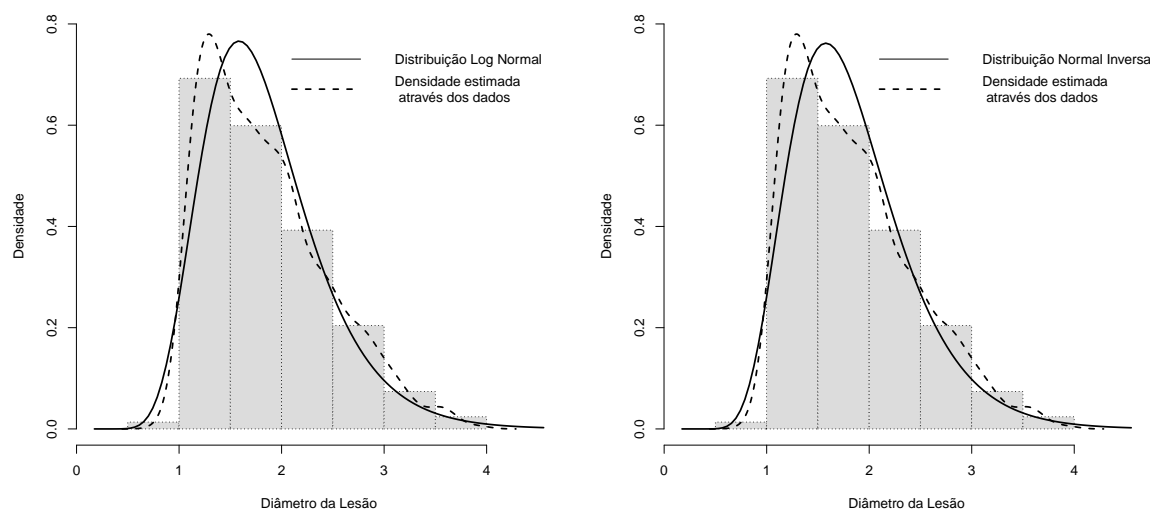 0.8
0.6
0.4
0.2
0.0
Densidade
0
1
2
3
4
Diâmetro da Lesão
Distribuição Log Normal
Densidade estimada
através dos dados
0.8
0.6
0.4
0.2
0.0
Densidade
0
1
2
3
4
Diâmetro da Lesão
Distribuição Normal Inversa
Densidade estimada
através dos dados